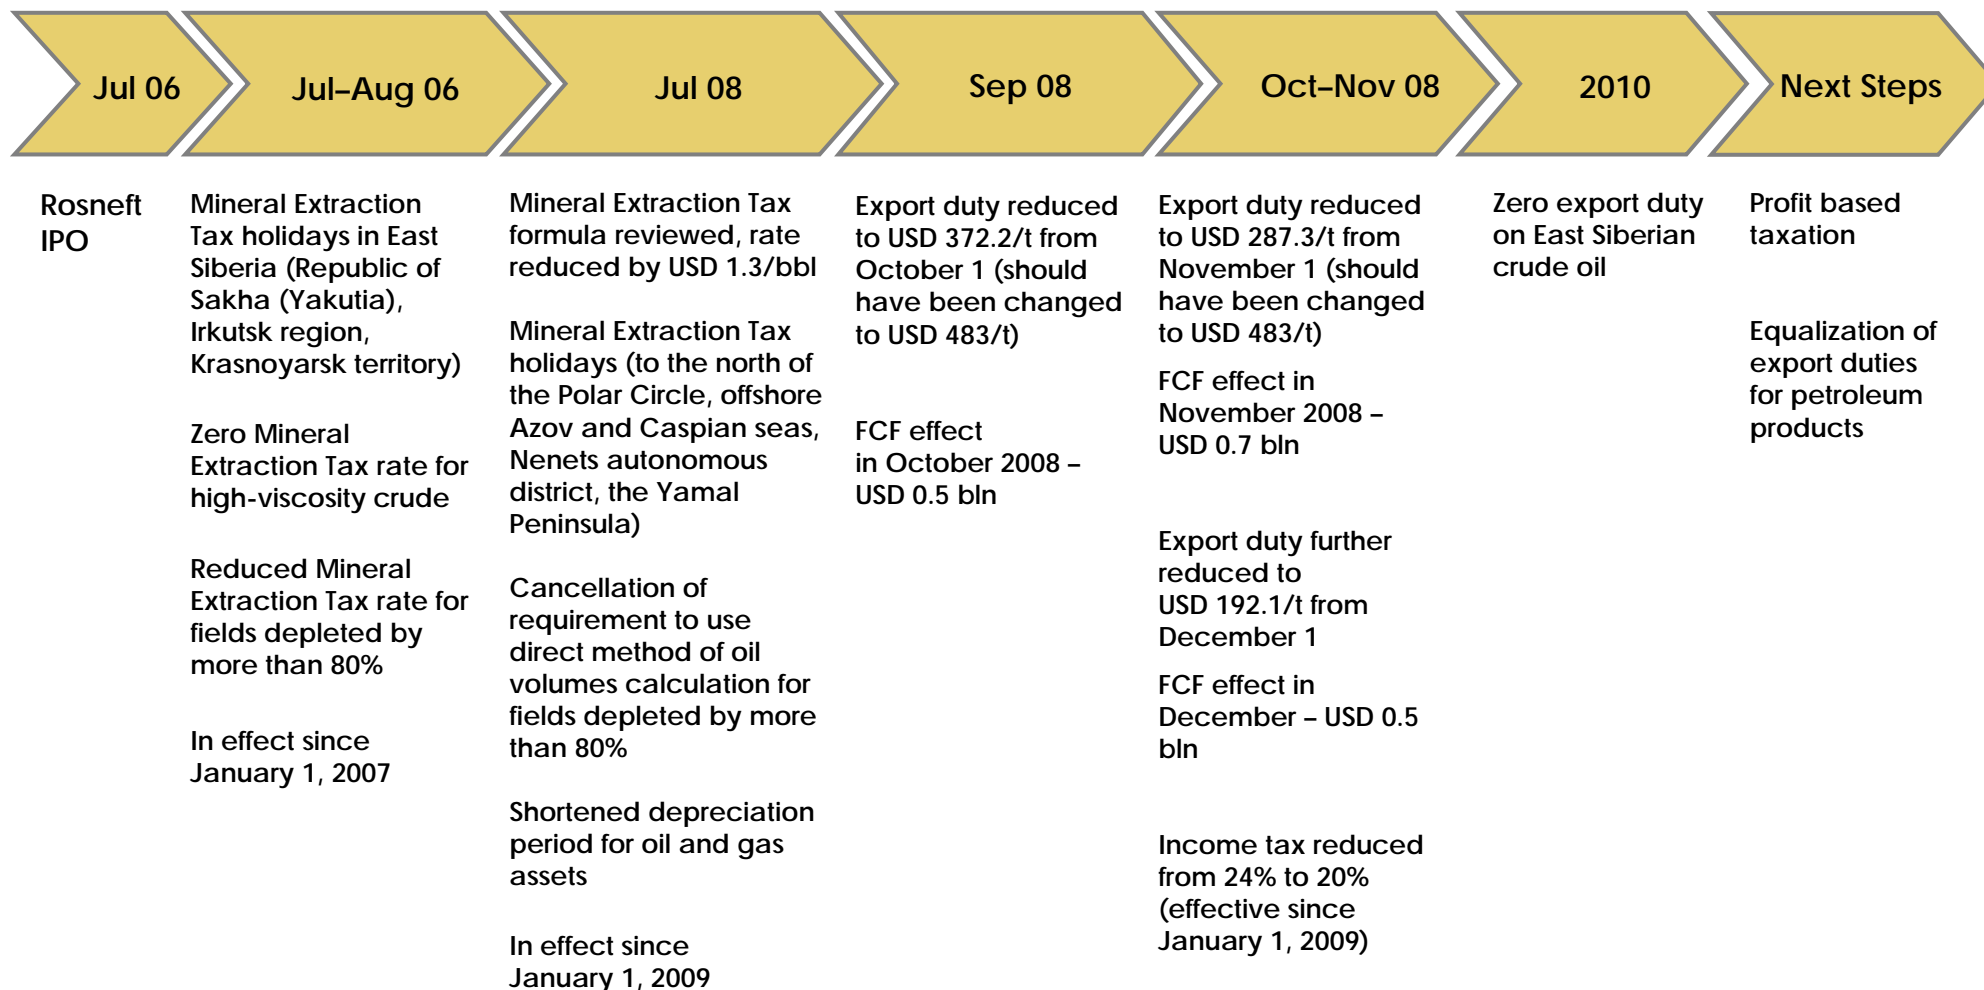 Jul 06
Jul–Aug 06
Jul 08
Sep 08
Oct–Nov 08
2010
Next Steps
Rosneft
IPO
Mineral Extraction
Tax holidays in East
Siberia (Republic of
Sakha (Yakutia),
Irkutsk region,
Krasnoyarsk territory)
Zero Mineral
Extraction Tax rate for
high-viscosity crude
Reduced Mineral
Extraction Tax rate for
fields depleted by
more than 80%
In effect since
January 1, 2007
Mineral Extraction Tax
formula reviewed, rate
reduced by USD 1.3/bbl
Mineral Extraction Tax
holidays (to the north of
the Polar Circle, offshore
Azov and Caspian seas,
Nenets autonomous
district, the Yamal
Peninsula)
Cancellation of
requirement to use
direct method of oil
volumes calculation for
fields depleted by more
than 80%
Shortened depreciation
period for oil and gas
assets
In effect since
January 1, 2009
Export duty reduced
to USD 372.2/t from
October 1 (should
have been changed
to USD 483/t)
FCF effect
in October 2008 –
USD 0.5 bln
Export duty reduced
to USD 287.3/t from
November 1 (should
have been changed
to USD 483/t)
FCF effect in
November 2008 –
USD 0.7 bln
Export duty further
reduced to
USD 192.1/t from
December 1
FCF effect in
December – USD 0.5
bln
Income tax reduced
from 24% to 20%
(effective since
January 1, 2009)
Zero export duty
on East Siberian
crude oil
Profit based
taxation
Equalization of
export duties
for petroleum
products